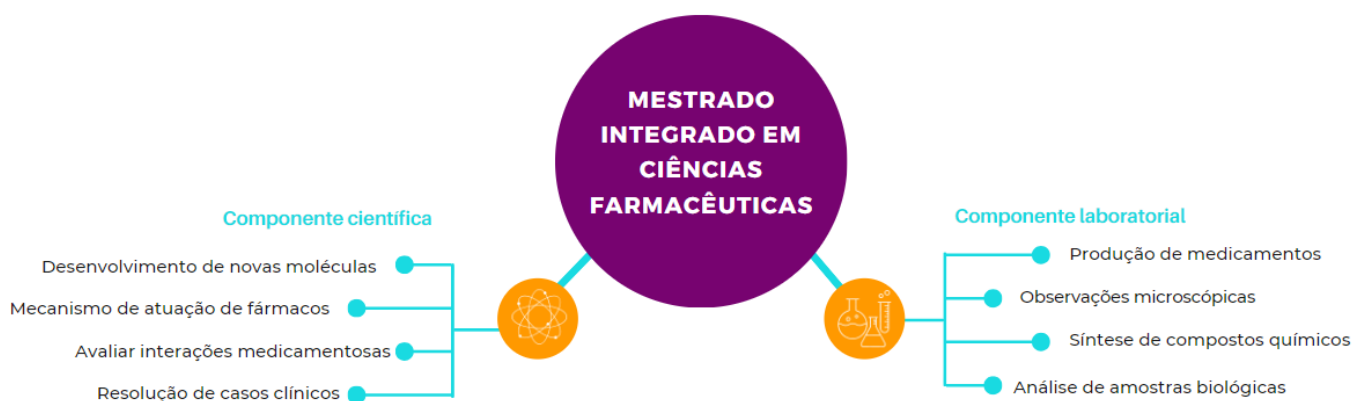 MESTRADO
INTEGRADO EM
CIÊNCIAS
FARMACÊUTICAS
Componente científica
Desenvolvimento de novas moléculas
Mecanismo de atuação de fármacos
Avaliar interações medicamentosas
Resolução de casos clínicos
Componente laboratorial
Produção de medicamentos
Observações microscópicas
Síntese de compostos químicos
Análise de amostras biológicas